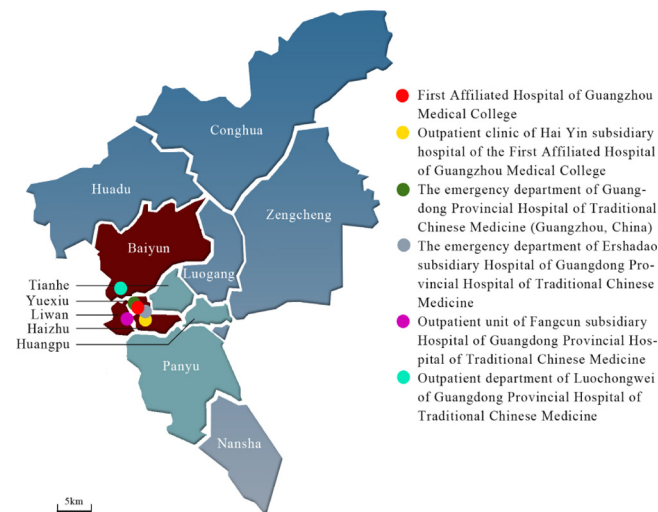 Conghua
Huadu
Zengcheng
Baiyun
Luogang
Tianhe
Yuexiu
Liwan
Haizhu
Huangpu
Panyu
Nansha
5km
First Affiliated Hospital of Guangzhou
Medical College
Outpatient clinic of Hai Yin subsidiary
hospital of the First Affiliated Hospital
of Guangzhou Medical College
The emergency department of Guang-
dong Provincial Hospital of Traditional
Chinese Medicine (Guangzhou, China)
The emergency department of Ershadao
subsidiary Hospital of Guangdong Pro-
vincial Hospital of Traditional Chinese
Medicine
Outpatient unit of Fangcun subsidiary
Hospital of Guangdong Provincial Hos-
pital of Traditional Chinese Medicine
Outpatient department of Luochongwei
of Guangdong Provincial Hospital of
Traditional Chinese Medicine